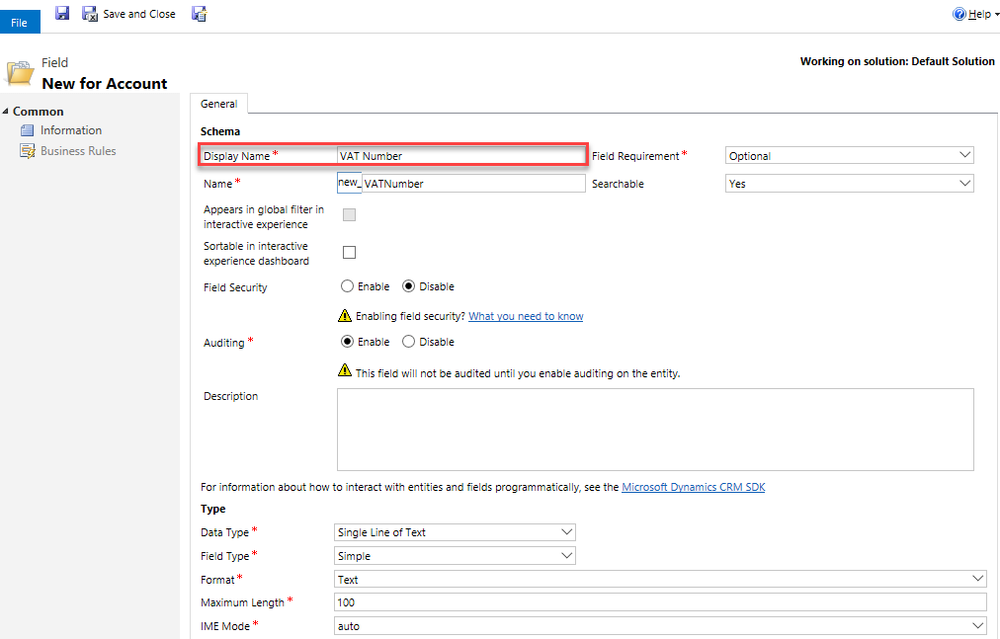 File
Save and Close
Help
Field
New for Account
Working on solution: Default Solution
Common
Information
Business Rules
General
Schema
Display Name* VAT Number Field Requirement* Optional
Name* new_ VATNumber Searchable Yes
Appears in global filter in
interactive experience
Sortable in interactive
experience dashboard
Field Security Enable Disable
Enabling field security? What you need to know
Auditing* Enable Disable
This field will not be audited until you enable auditing on the entity.
Description
For information about how to interact with entities and fields programmatically, see the Microsoft Dynamics CRM SDK
Type
Data Type* Single Line of Text
Field Type* Simple
Format* Text
Maximum Length* 100
IME Mode* auto